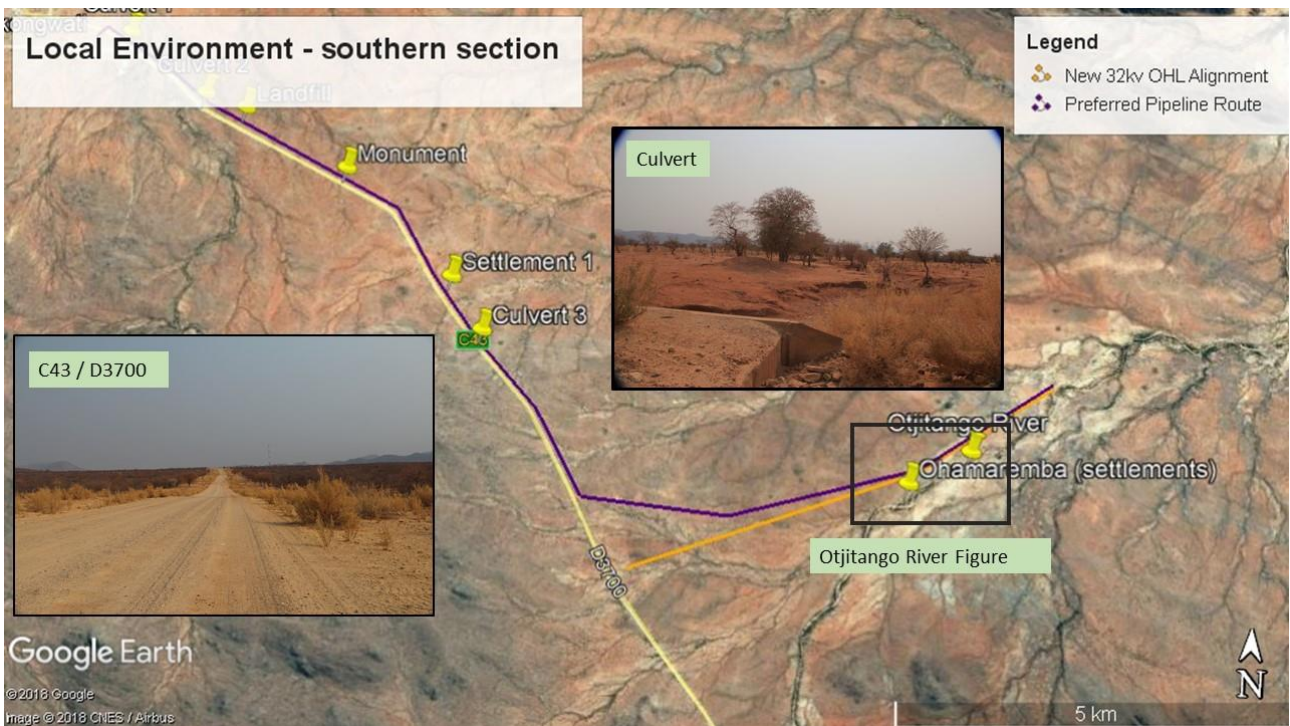 Culvert 1
Local Environment - southern section
Culvert 2
Landfill
Monument
Settlement 1
Culvert 3
C43
Legend
New 32kv OHL Alignment
Preferred Pipeline Route
Culvert
C43 / D3700
Otjitango River
Ohamaremba (settlements)
Otjitango River Figure
D3700
Google Earth
©2018 Google
Image © 2018 CNES / Airbus
N
5 km